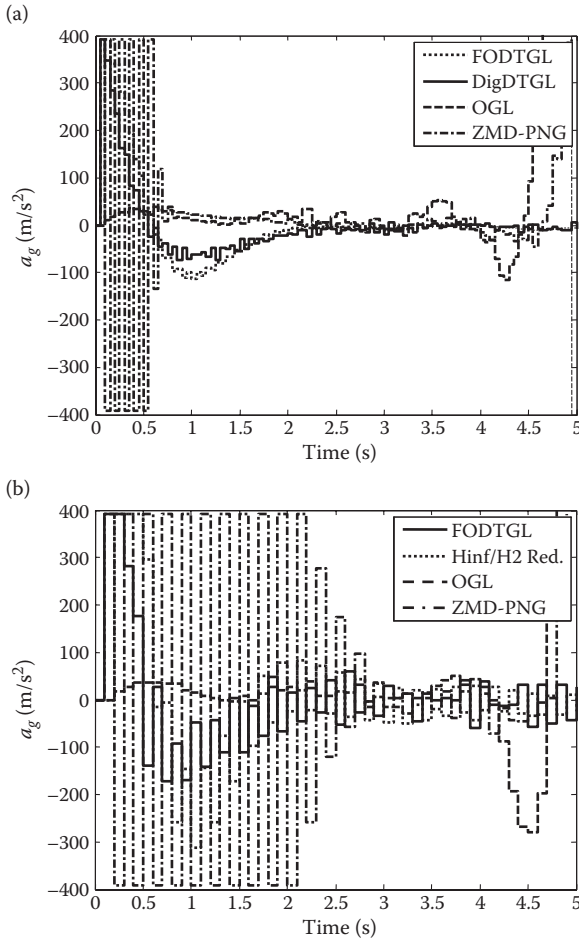 (a)
400
300
200
100
0
−100
−200
−300
−400
a_g (m/s²)
FODTGL
DigDTGL
OGL
ZMD-PNG
0 0.5 1 1.5 2 2.5 3 3.5 4 4.5 5
Time (s)
(b)
400
300
200
100
0
−100
−200
−300
−400
a_g (m/s²)
FODTGL
Hinf/H2 Red.
OGL
ZMD-PNG
0 0.5 1 1.5 2 2.5 3 3.5 4 4.5 5
Time (s)